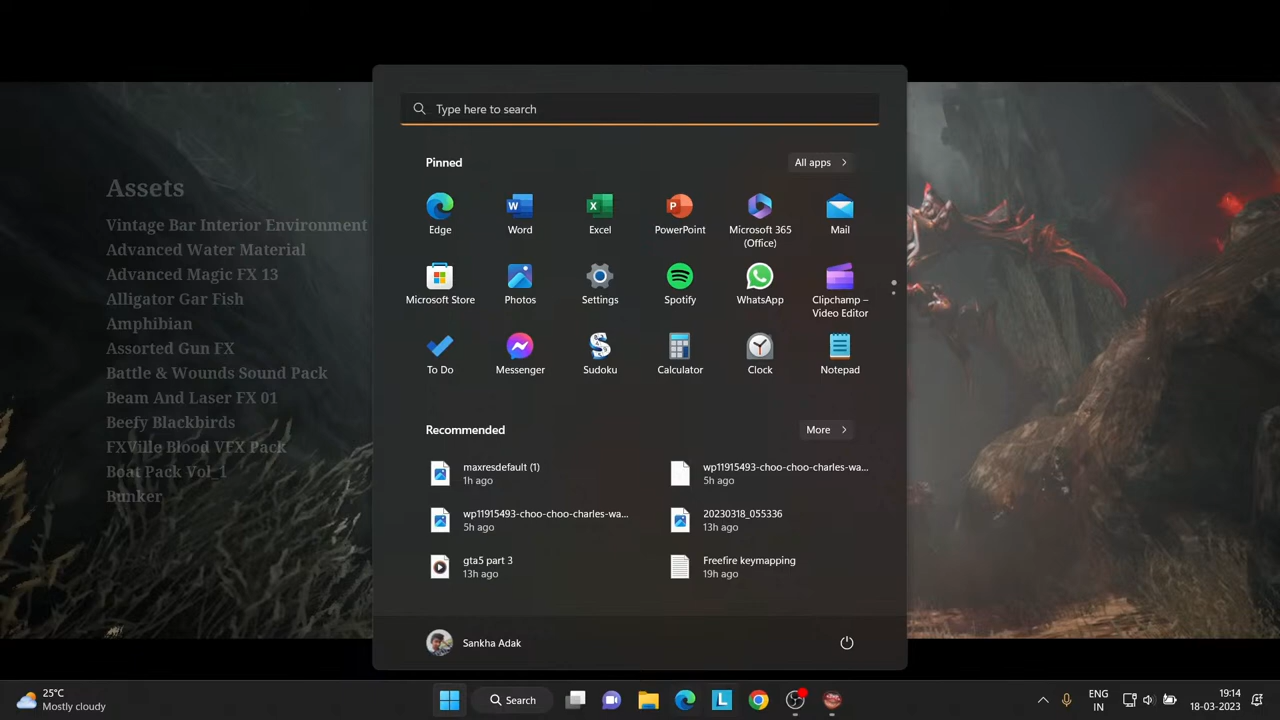 Type here to search
Pinned
All apps
Edge
Word
Excel
PowerPoint
Microsoft 365
(Office)
Mail
Microsoft Store
Photos
Settings
Spotify
WhatsApp
Clipchamp –
Video Editor
To Do
Messenger
Sudoku
Calculator
Clock
Notepad
Recommended
More
maxresdefault (1)
1h ago
wp11915493-choo-choo-charles-wa...
5h ago
wp11915493-choo-choo-charles-wa...
5h ago
20230318_055336
13h ago
gta5 part 3
13h ago
Freefire keymapping
19h ago
Sankha Adak
Assets
Vintage Bar Interior Environment
Advanced Water Material
Advanced Magic FX 13
Alligator Gar Fish
Amphibian
Assorted Gun FX
Battle & Wounds Sound Pack
Beam And Laser FX 01
Beefy Blackbirds
FXVille Blood VFX Pack
Boat Pack Vol_1
Bunker
25°C
Mostly cloudy
Search
ENG
IN
19:14
18-03-2023